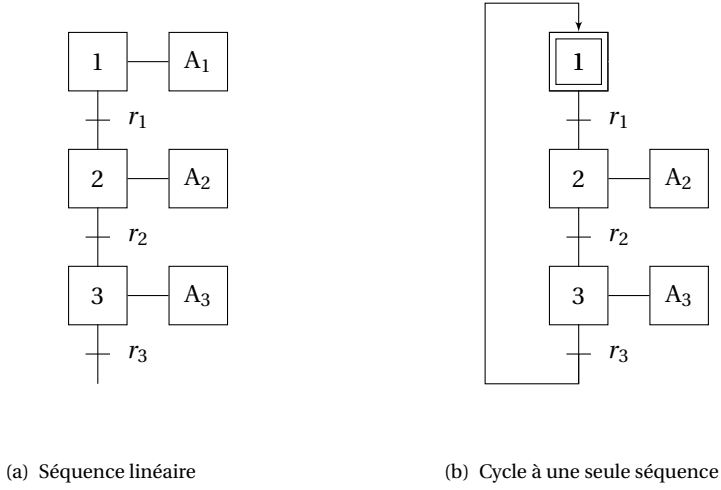 1 A₁
r₁
2 A₂
r₂
3 A₃
r₃
(a) Séquence linéaire
1
r₁
2 A₂
r₂
3 A₃
r₃
(b) Cycle à une seule séquence